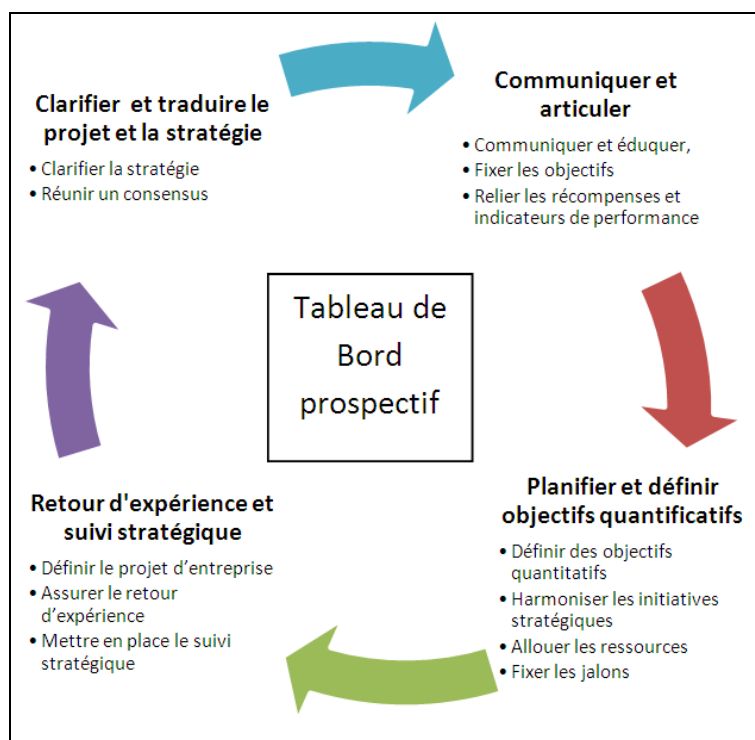 Clarifier et traduire le
projet et la stratégie
• Clarifier la stratégie
• Réunir un consensus
Communiquer et
articuler
• Communiquer et éduquer,
• Fixer les objectifs
• Relier les récompenses et
indicateurs de performance
Tableau de
Bord
prospectif
Planifier et définir
objectifs quantificatifs
• Définir des objectifs
quantitatifs
• Harmoniser les initiatives
stratégiques
• Allouer les ressources
• Fixer les jalons
Retour d'expérience et
suivi stratégique
• Définir le projet d’entreprise
• Assurer le retour
d’expérience
• Mettre en place le suivi
stratégique